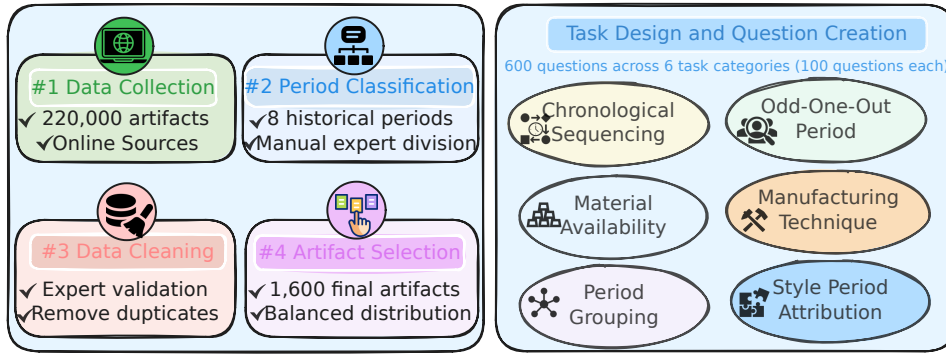 #1 Data Collection
220,000 artifacts
Online Sources
#2 Period Classification
8 historical periods
Manual expert division
#3 Data Cleaning
Expert validation
Remove dupticates
#4 Artifact Selection
1,600 final artifacts
Balanced distribution
Task Design and Question Creation
600 questions across 6 task categories (100 questions each)
Chronological
Sequencing
Odd-One-Out
Period
Material
Availability
Manufacturing
Technique
Period
Grouping
Style Period
Attribution